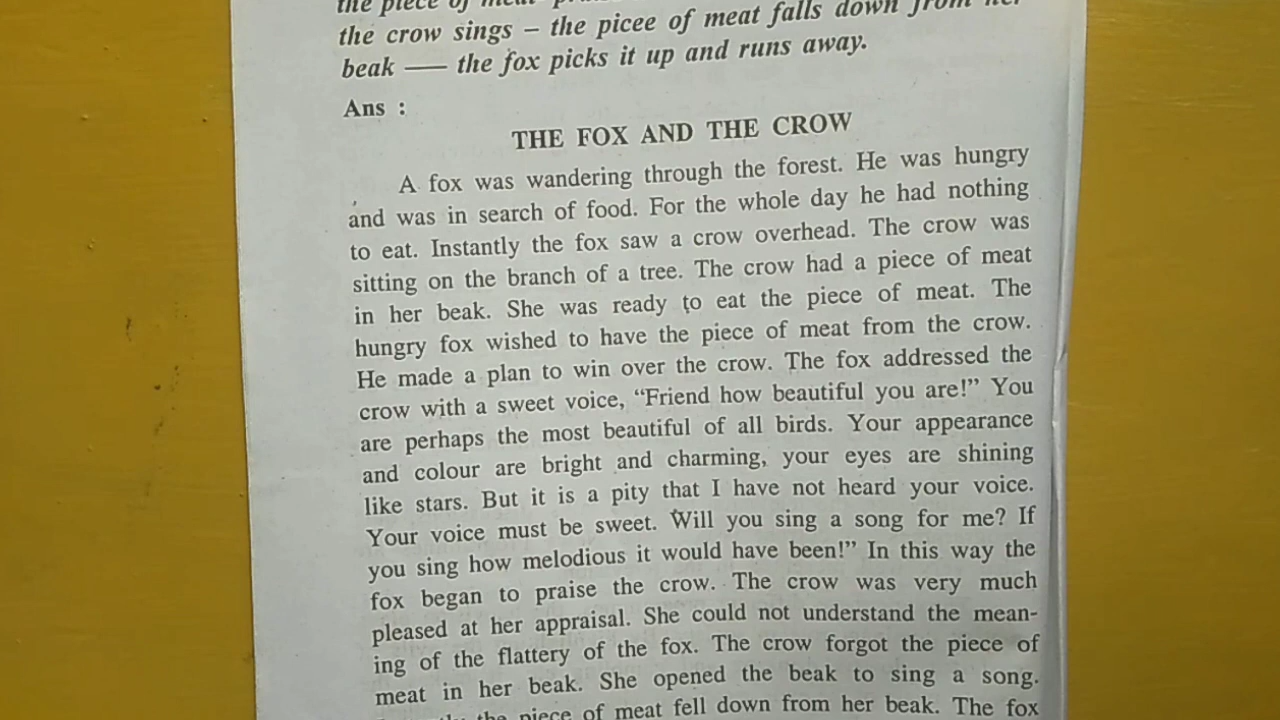 the piece of meat
the crow sings – the picee of meat falls down from her
beak — the fox picks it up and runs away.
Ans :
THE FOX AND THE CROW
A fox was wandering through the forest. He was hungry
and was in search of food. For the whole day he had nothing
to eat. Instantly the fox saw a crow overhead. The crow was
sitting on the branch of a tree. The crow had a piece of meat
in her beak. She was ready to eat the piece of meat. The
hungry fox wished to have the piece of meat from the crow.
He made a plan to win over the crow. The fox addressed the
crow with a sweet voice, “Friend how beautiful you are!” You
are perhaps the most beautiful of all birds. Your appearance
and colour are bright and charming, your eyes are shining
like stars. But it is a pity that I have not heard your voice.
Your voice must be sweet. Will you sing a song for me? If
you sing how melodious it would have been!” In this way the
fox began to praise the crow. The crow was very much
pleased at her appraisal. She could not understand the mean-
ing of the flattery of the fox. The crow forgot the piece of
meat in her beak. She opened the beak to sing a song.
the piece of meat fell down from her beak. The fox